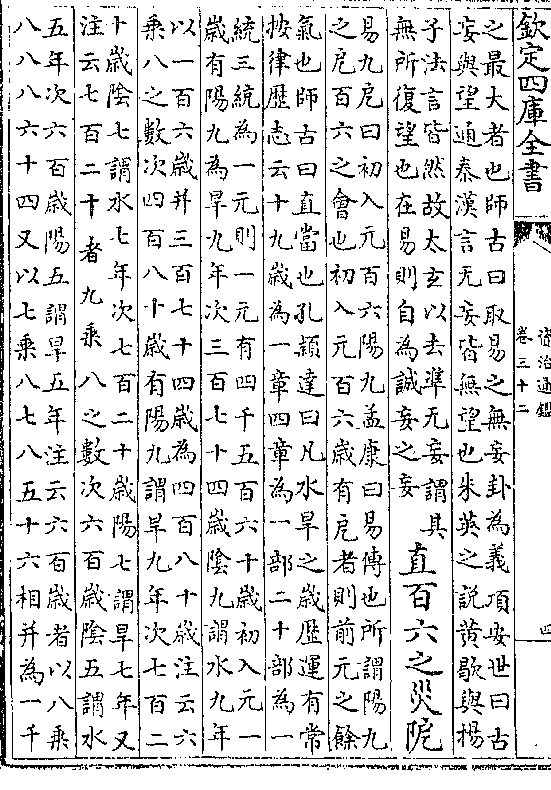 欽定四庫全書
資治通鑑
卷三十二
四
之最大者也師古曰取易之無妄卦為義項安世曰古
妄與望通秦漢言无妄皆無望也朱英之説黄歇與揚
子法言皆然故太玄以去準无妄謂其
無所復望也在易則自為誠妄之妄
直百六之災阨
易九戹曰初入元百六陽九孟康曰易傳也所謂陽九
之戹百六之會也初入元百六歲有戹者則前元之餘
氣也師古曰直當也孔穎達曰凡水旱之歲歷運有常
按律歷志云十九歲為一章四章為一部二十部為一
統三統為一元則一元有四千五百六十歲初入元一
歲有陽九為旱九年次三百七十四歲陰九謂水九年
以一百六歲并三百七十四歲為四百八十歲注云六
乘八之數次四百八十歲有陽九謂旱九年次七百二
十歲陰七謂水七年次七百二十歲陽七謂旱七年又
注云七百二十者九乘八之數次六百歲陰五謂水
五年次六百歲陽五謂旱五年注云六百歲者以八乘
八八八六十四又以七乘八七八五十六相并為一千